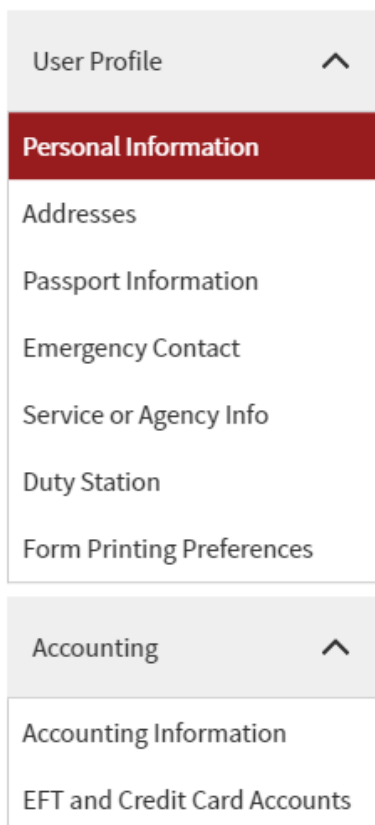 User Profile
Personal Information
Addresses
Passport Information
Emergency Contact
Service or Agency Info
Duty Station
Form Printing Preferences
Accounting
Accounting Information
EFT and Credit Card Accounts